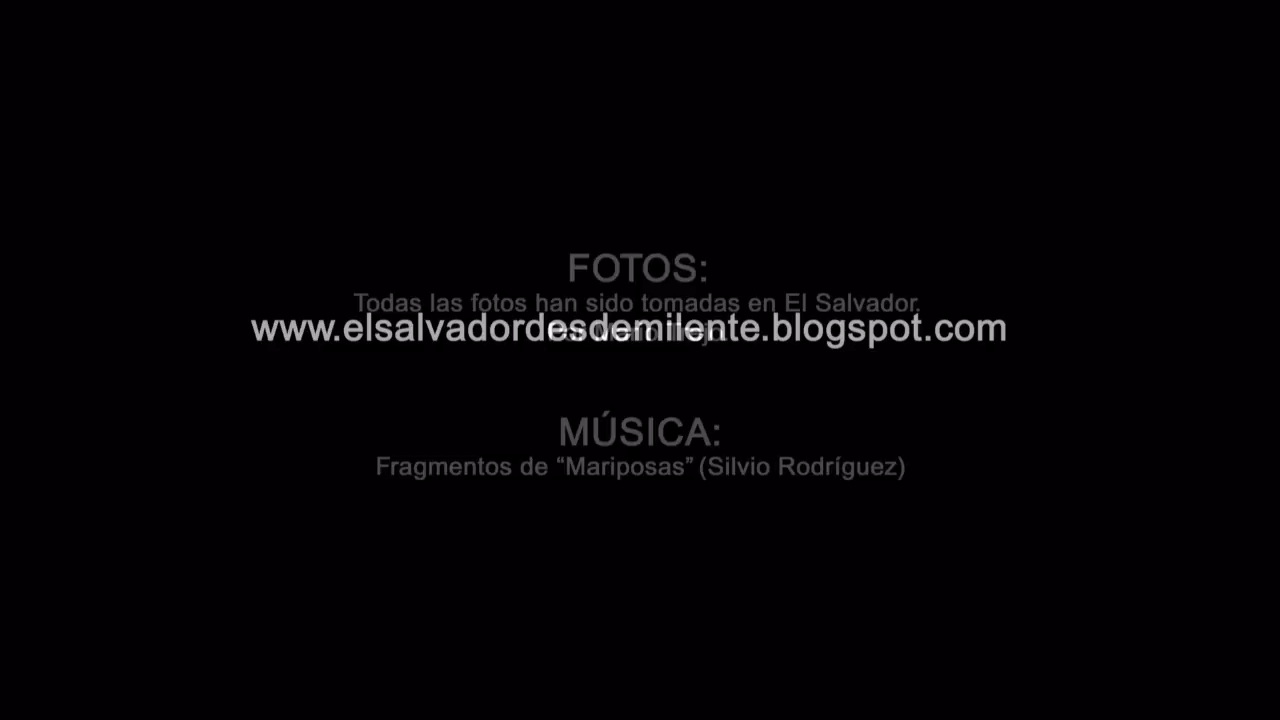 FOTOS:
Todas las fotos han sido tomadas en El Salvador.
www.elsalvadordesdemilente.blogspot.com
MÚSICA:
Fragmentos de “Mariposas” (Silvio Rodríguez)